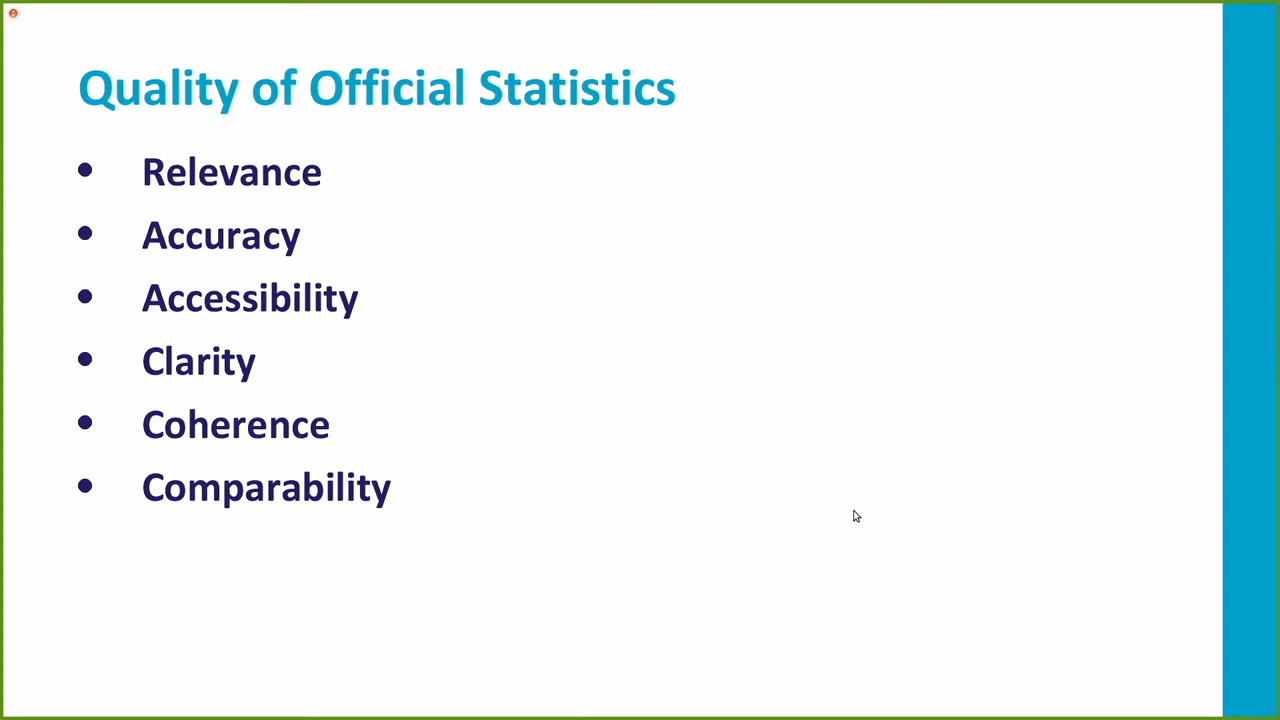 Quality of Official Statistics
• Relevance
• Accuracy
• Accessibility
• Clarity
• Coherence
• Comparability